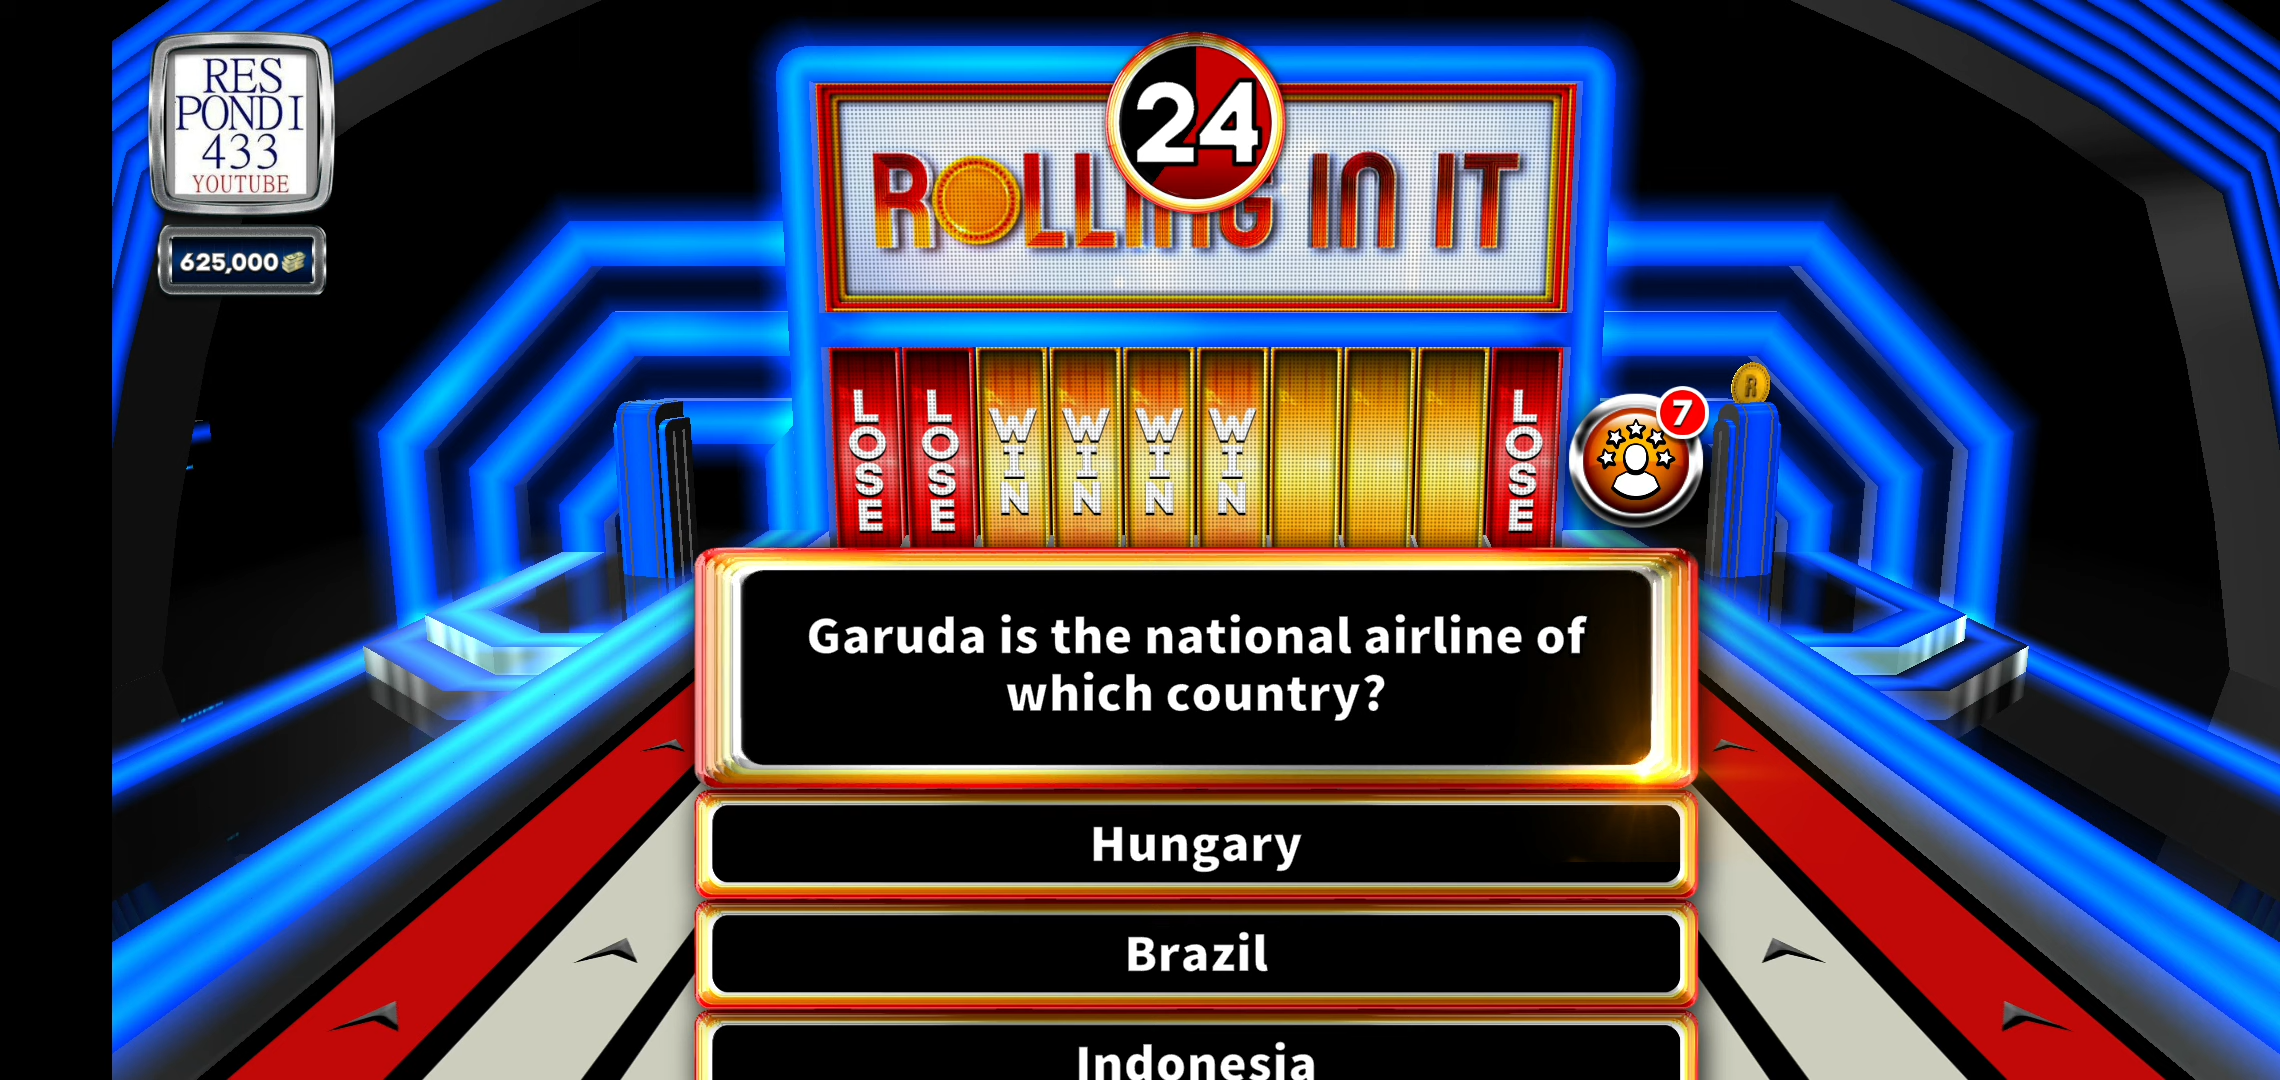 RES
POND I
433
YOUTUBE
625,000
24
ROLLING IN IT
LOSE
LOSE
WIN
WIN
WIN
WIN
LOSE
7
R
Garuda is the national airline of
which country?
Hungary
Brazil
Indonesia